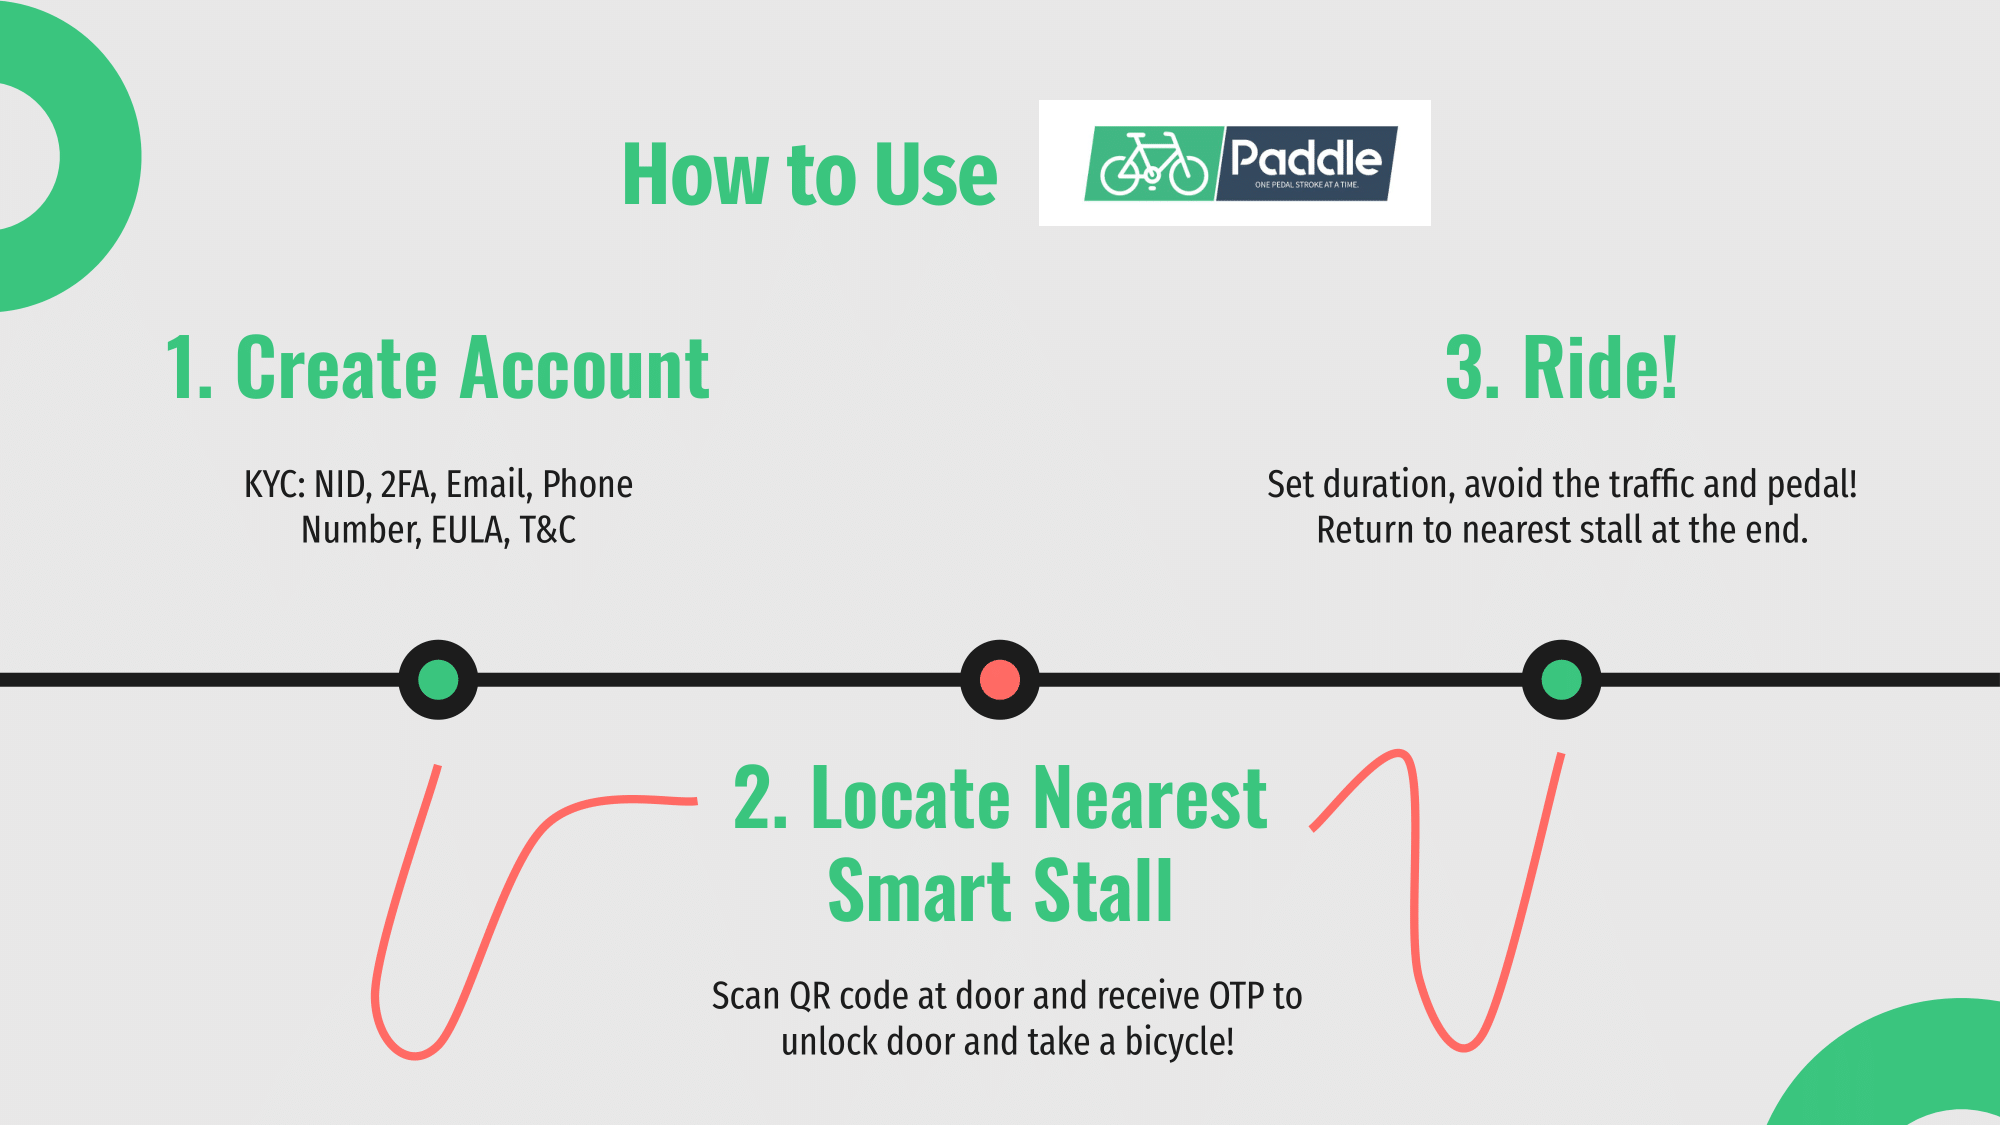 How to Use
Paddle
ONE PEDAL STROKE AT A TIME.
1. Create Account
KYC: NID, 2FA, Email, Phone
Number, EULA, T&C
2. Locate Nearest
Smart Stall
Scan QR code at door and receive OTP to
unlock door and take a bicycle!
3. Ride!
Set duration, avoid the traffic and pedal!
Return to nearest stall at the end.